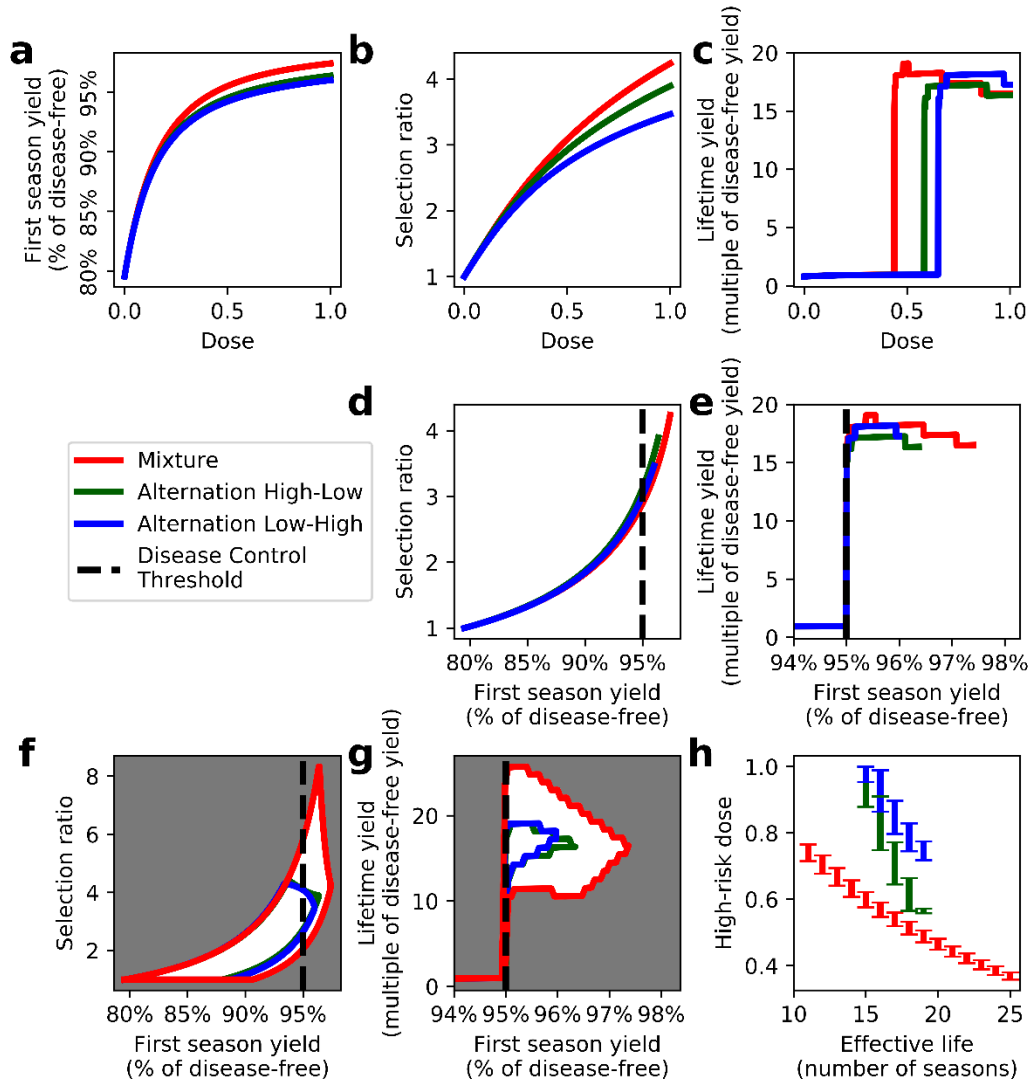 a
First season yield
(% of disease-free)
80% 85% 90% 95%
0.0 0.5 1.0
Dose
b
Selection ratio
1 2 3 4
0.0 0.5 1.0
Dose
c
Lifetime yield
(multiple of disease-free yield)
0 5 10 15 20
0.0 0.5 1.0
Dose
Mixture
Alternation High-Low
Alternation Low-High
Disease Control
Threshold
d
Selection ratio
1 2 3 4
80% 85% 90% 95%
First season yield
(% of disease-free)
e
Lifetime yield
(multiple of disease-free yield)
0 5 10 15 20
94% 95% 96% 97% 98%
First season yield
(% of disease-free)
f
Selection ratio
2 4 6 8
80% 85% 90% 95%
First season yield
(% of disease-free)
g
Lifetime yield
(multiple of disease-free yield)
0 10 20
94% 95% 96% 97% 98%
First season yield
(% of disease-free)
h
High-risk dose
0.4 0.6 0.8 1.0
10 15 20 25
Effective life
(number of seasons)